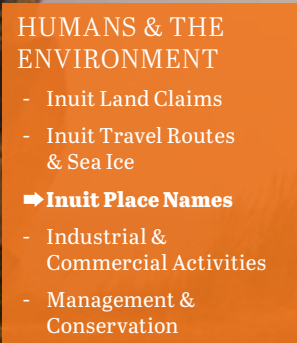 HUMANS & THE
ENVIRONMENT
- Inuit Land Claims
- Inuit Travel Routes
& Sea Ice
➡Inuit Place Names
- Industrial &
Commercial Activities
- Management &
Conservation